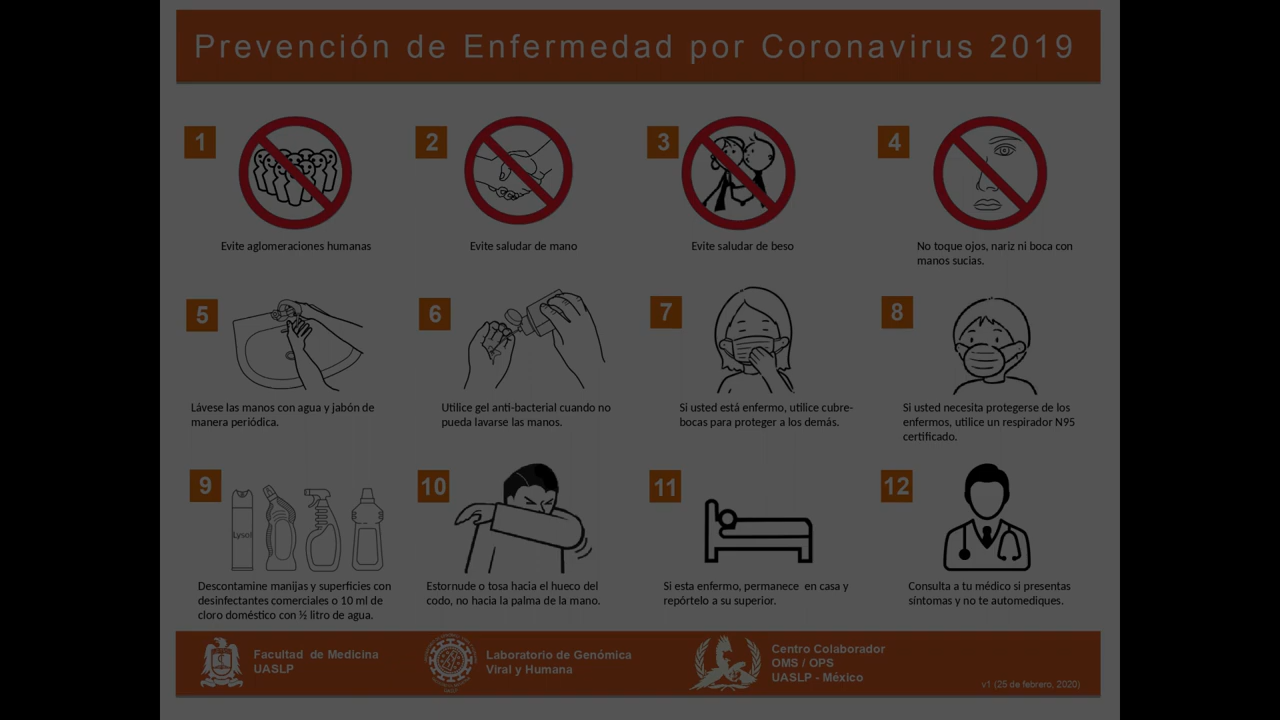 Prevención de Enfermedad por Coronavirus 2019
1
2
3
4
Evite aglomeraciones humanas
Evite saludar de mano
Evite saludar de beso
No toque ojos, nariz ni boca con
manos sucias.
5
6
7
8
Lávese las manos con agua y jabón de
manera periódica.
Utilice gel anti-bacterial cuando no
pueda lavarse las manos.
Si usted está enfermo, utilice cubre-
bocas para proteger a los demás.
Si usted necesita protegerse de los
enfermos, utilice un respirador N95
certificado.
9
10
11
12
Lysol
Descontamine manijas y superficies con
desinfectantes comerciales o 10 ml de
cloro doméstico con ½ litro de agua.
Estornude o tosa hacia el hueco del
codo, no hacia la palma de la mano.
Si esta enfermo, permanece en casa y
repórtelo a su superior.
Consulta a tu médico si presentas
síntomas y no te automediques.
Facultad de Medicina
UASLP
Laboratorio de Genómica
Viral y Humana
Centro Colaborador
OMS / OPS
UASLP - México
v1 (25 de febrero, 2020)